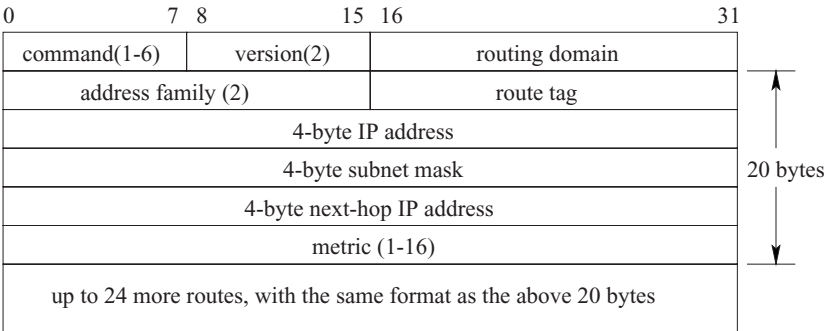 0 7 8 15 16 31
command(1-6) version(2) routing domain
address family (2) route tag
4-byte IP address
4-byte subnet mask
20 bytes
4-byte next-hop IP address
metric (1-16)
up to 24 more routes, with the same format as the above 20 bytes